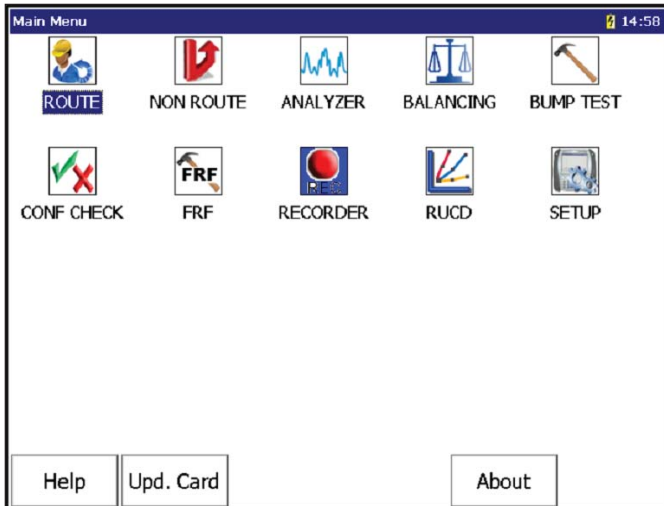 Main Menu 14:58
ROUTE NON ROUTE ANALYZER BALANCING BUMP TEST
FRF
REC
CONF CHECK FRF RECORDER RUCD SETUP
Help Upd. Card About